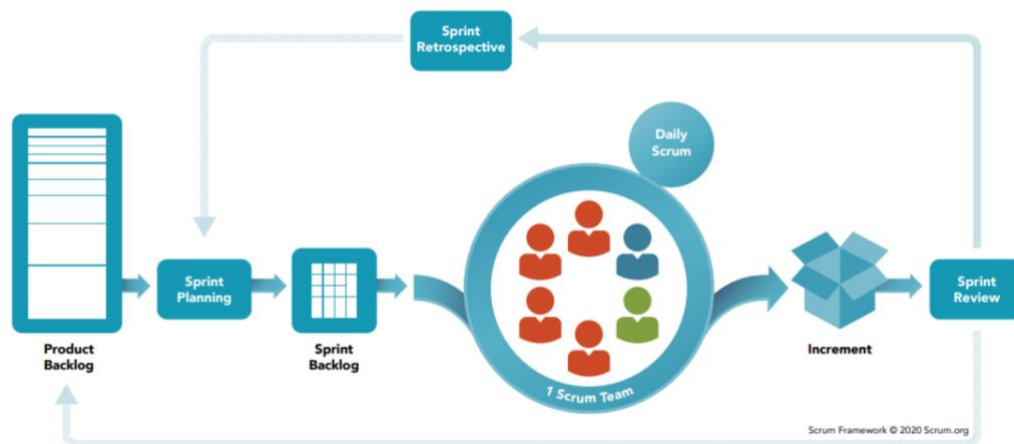 Sprint
Retrospective
Daily
Scrum
Sprint
Planning
Sprint
Review
Product
Backlog
Sprint
Backlog
Increment
1 Scrum Team
Scrum Framework © 2020 Scrum.org